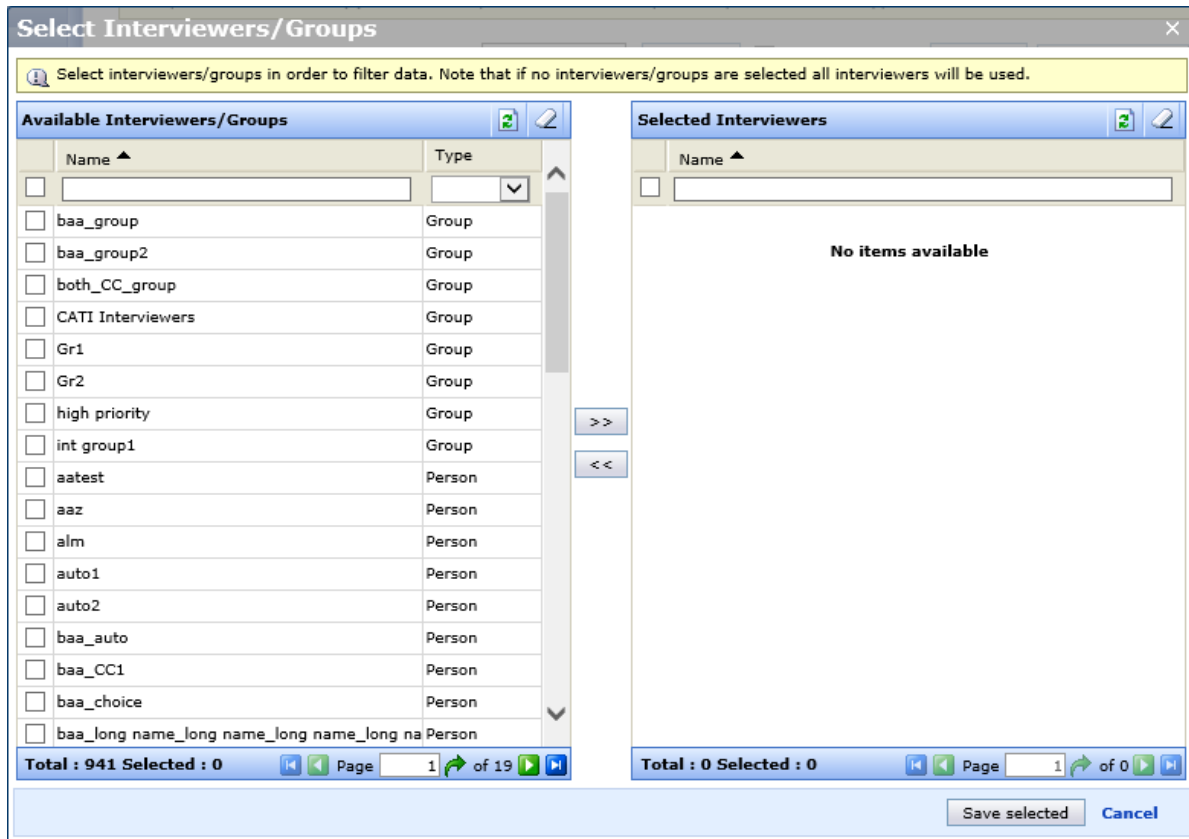 Select Interviewers/Groups
Select interviewers/groups in order to filter data. Note that if no interviewers/groups are selected all interviewers will be used.
Available Interviewers/Groups
Name Type
baa_group Group
baa_group2 Group
both_CC_group Group
CATI Interviewers Group
Gr1 Group
Gr2 Group
high priority Group
int group1 Group
aatest Person
aaz Person
alm Person
auto1 Person
auto2 Person
baa_auto Person
baa_CC1 Person
baa_choice Person
baa_long name_long name_long name_long na Person
Total : 941 Selected : 0 Page 1 of 19
>>
<<
Selected Interviewers
Name
No items available
Total : 0 Selected : 0 Page 1 of 0
Save selected Cancel